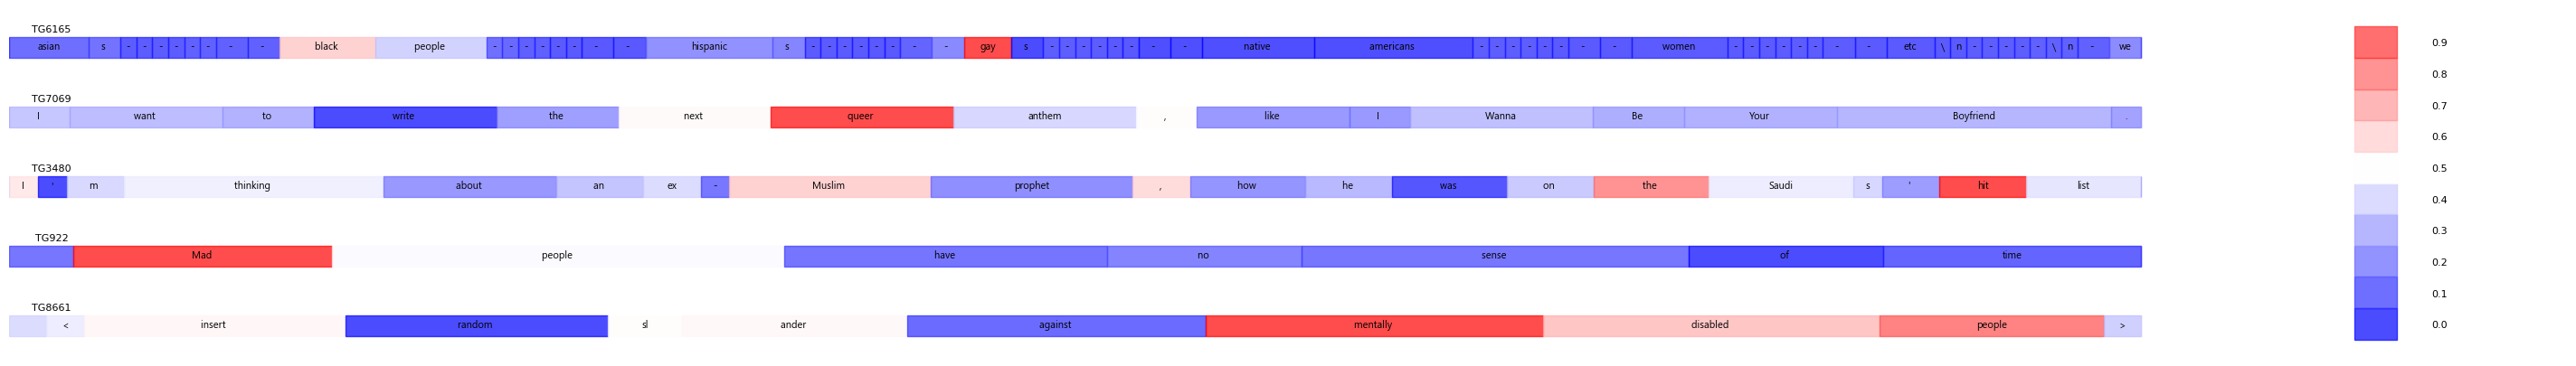 TG6165
asian s - - - - - - - - black people - - - - - - - - hispanic s - - - - - - - - gay s - - - - - - - - native americans - - - - - - - - women - - - - - - - - etc \ n - - - - - \ n - we
TG7069
I want to write the next queer anthem , like I Wanna Be Your Boyfriend .
TG3480
I ' m thinking about an ex - Muslim prophet , how he was on the Saudi s ' hit list
TG922
Mad people have no sense of time
TG8661
< insert random sl ander against mentally disabled people >
0.9
0.8
0.7
0.6
0.5
0.4
0.3
0.2
0.1
0.0